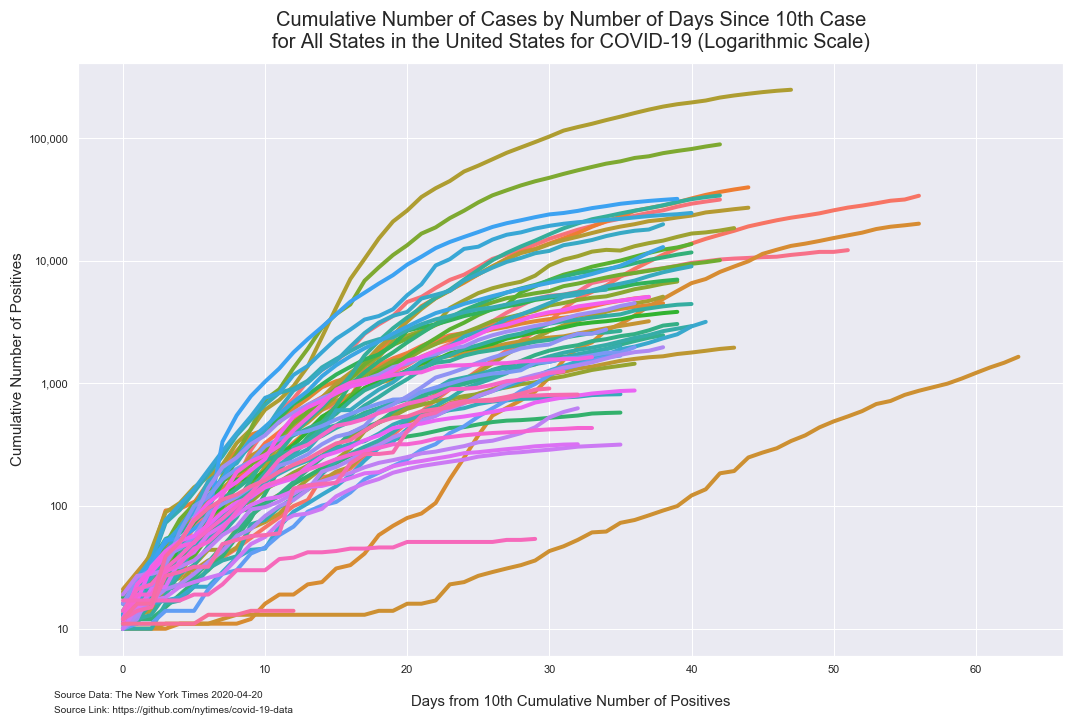 Cumulative Number of Cases by Number of Days Since 10th Case
for All States in the United States for COVID-19 (Logarithmic Scale)
Cumulative Number of Positives
100,000
10,000
1,000
100
10
0 10 20 30 40 50 60
Days from 10th Cumulative Number of Positives
Source Data: The New York Times 2020-04-20
Source Link: https://github.com/nytimes/covid-19-data